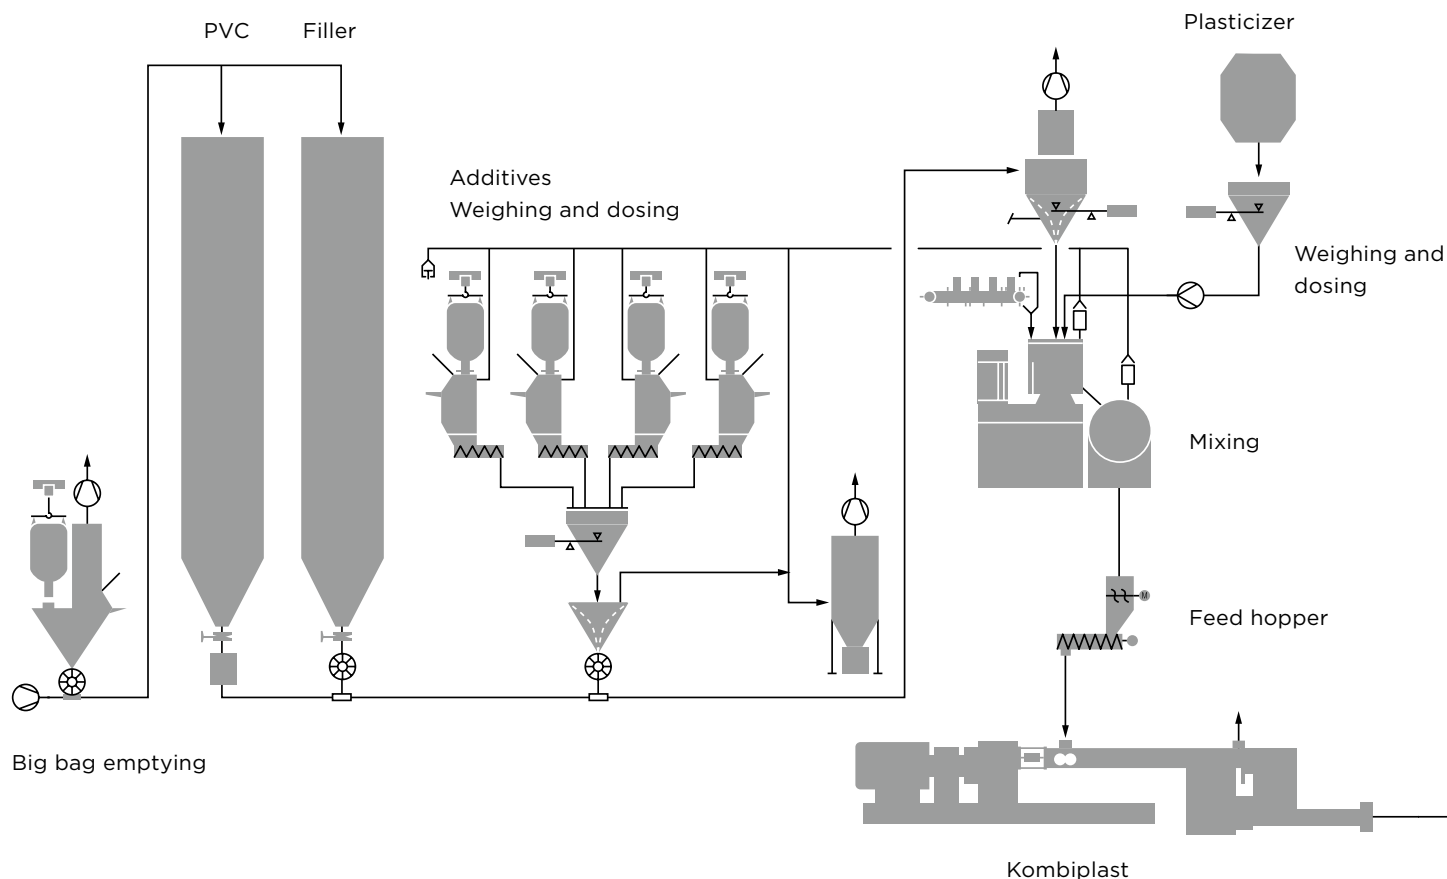 PVC
Filler
Plasticizer
Additives
Weighing and dosing
Weighing and
dosing
Mixing
M
Feed hopper
Big bag emptying
Kombiplast